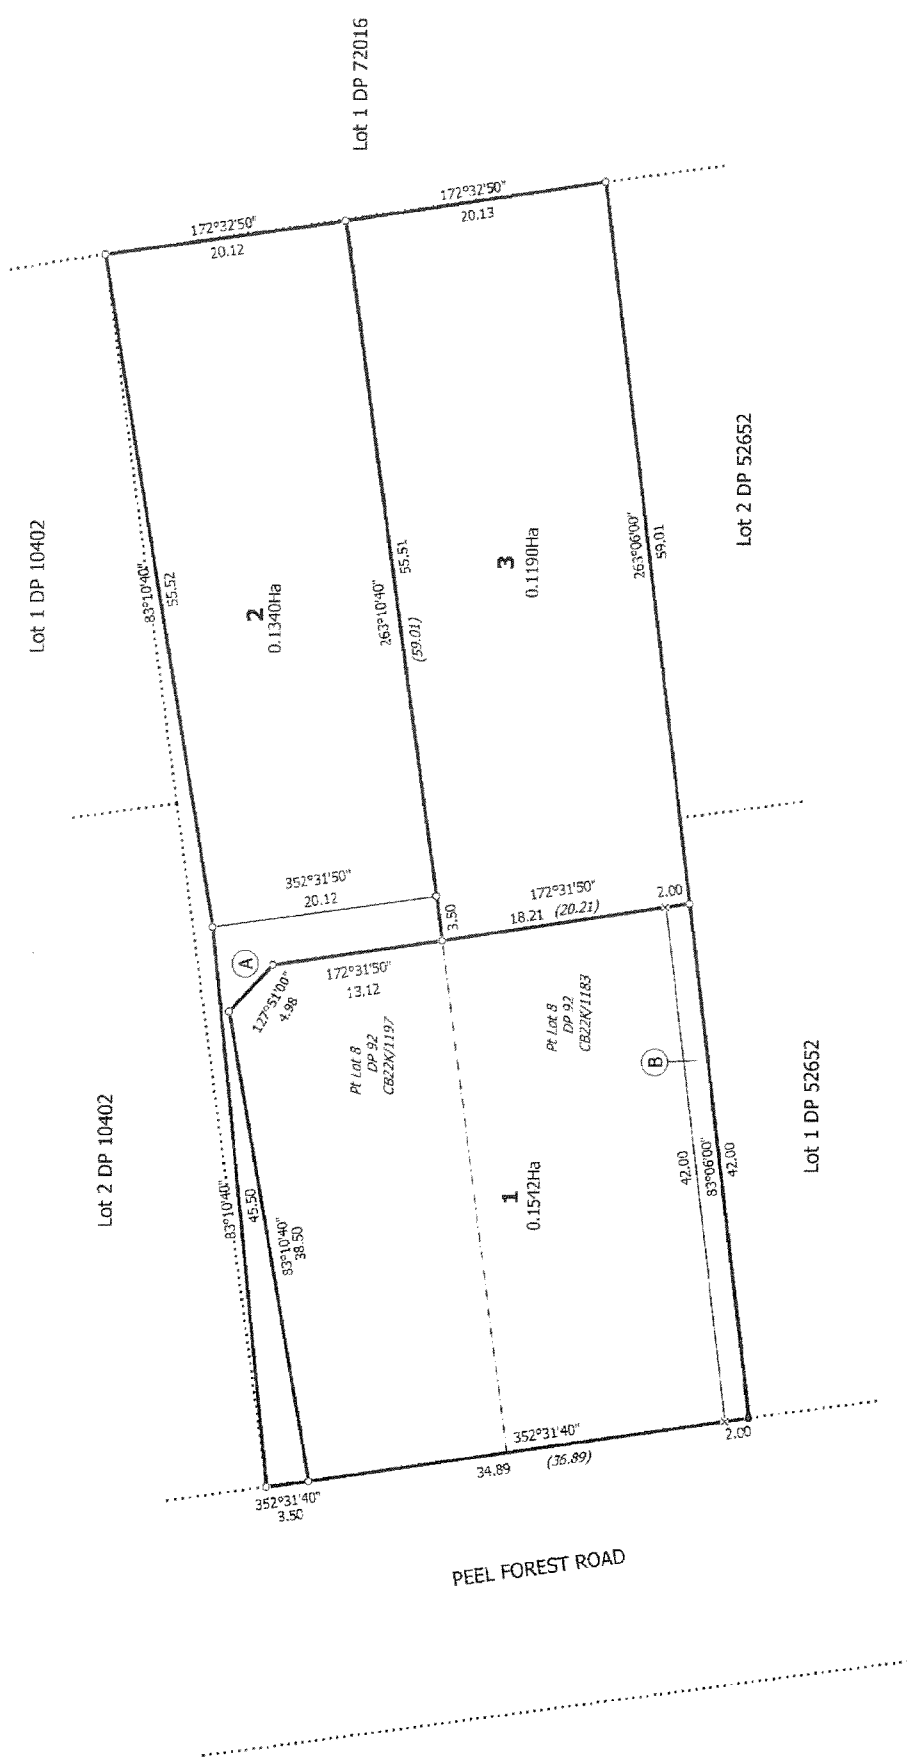 Lot 1 DP 72016
172°32'50"
20.12
172°32'50"
20.13
Lot 1 DP 10402
83°10'40"
55.52
2
0.1340Ha
263°10'40"
55.51
(59.01)
3
0.1190Ha
263°06'00"
59.01
Lot 2 DP 52652
352°31'50"
20.12
3.50
172°31'50"
18.21 (20.21)
2.00
A
127°51'00"
4.98
172°31'50"
13.12
Pt Lot 8
DP 92
CB22K/1197
Pt Lot 8
DP 92
CB22K/1183
B
Lot 2 DP 10402
83°10'40"
45.50
83°10'40"
38.50
1
0.1542Ha
42.00
83°06'00"
42.00
Lot 1 DP 52652
352°31'40"
3.50
352°31'40"
34.89 (36.89)
2.00
PEEL FOREST ROAD